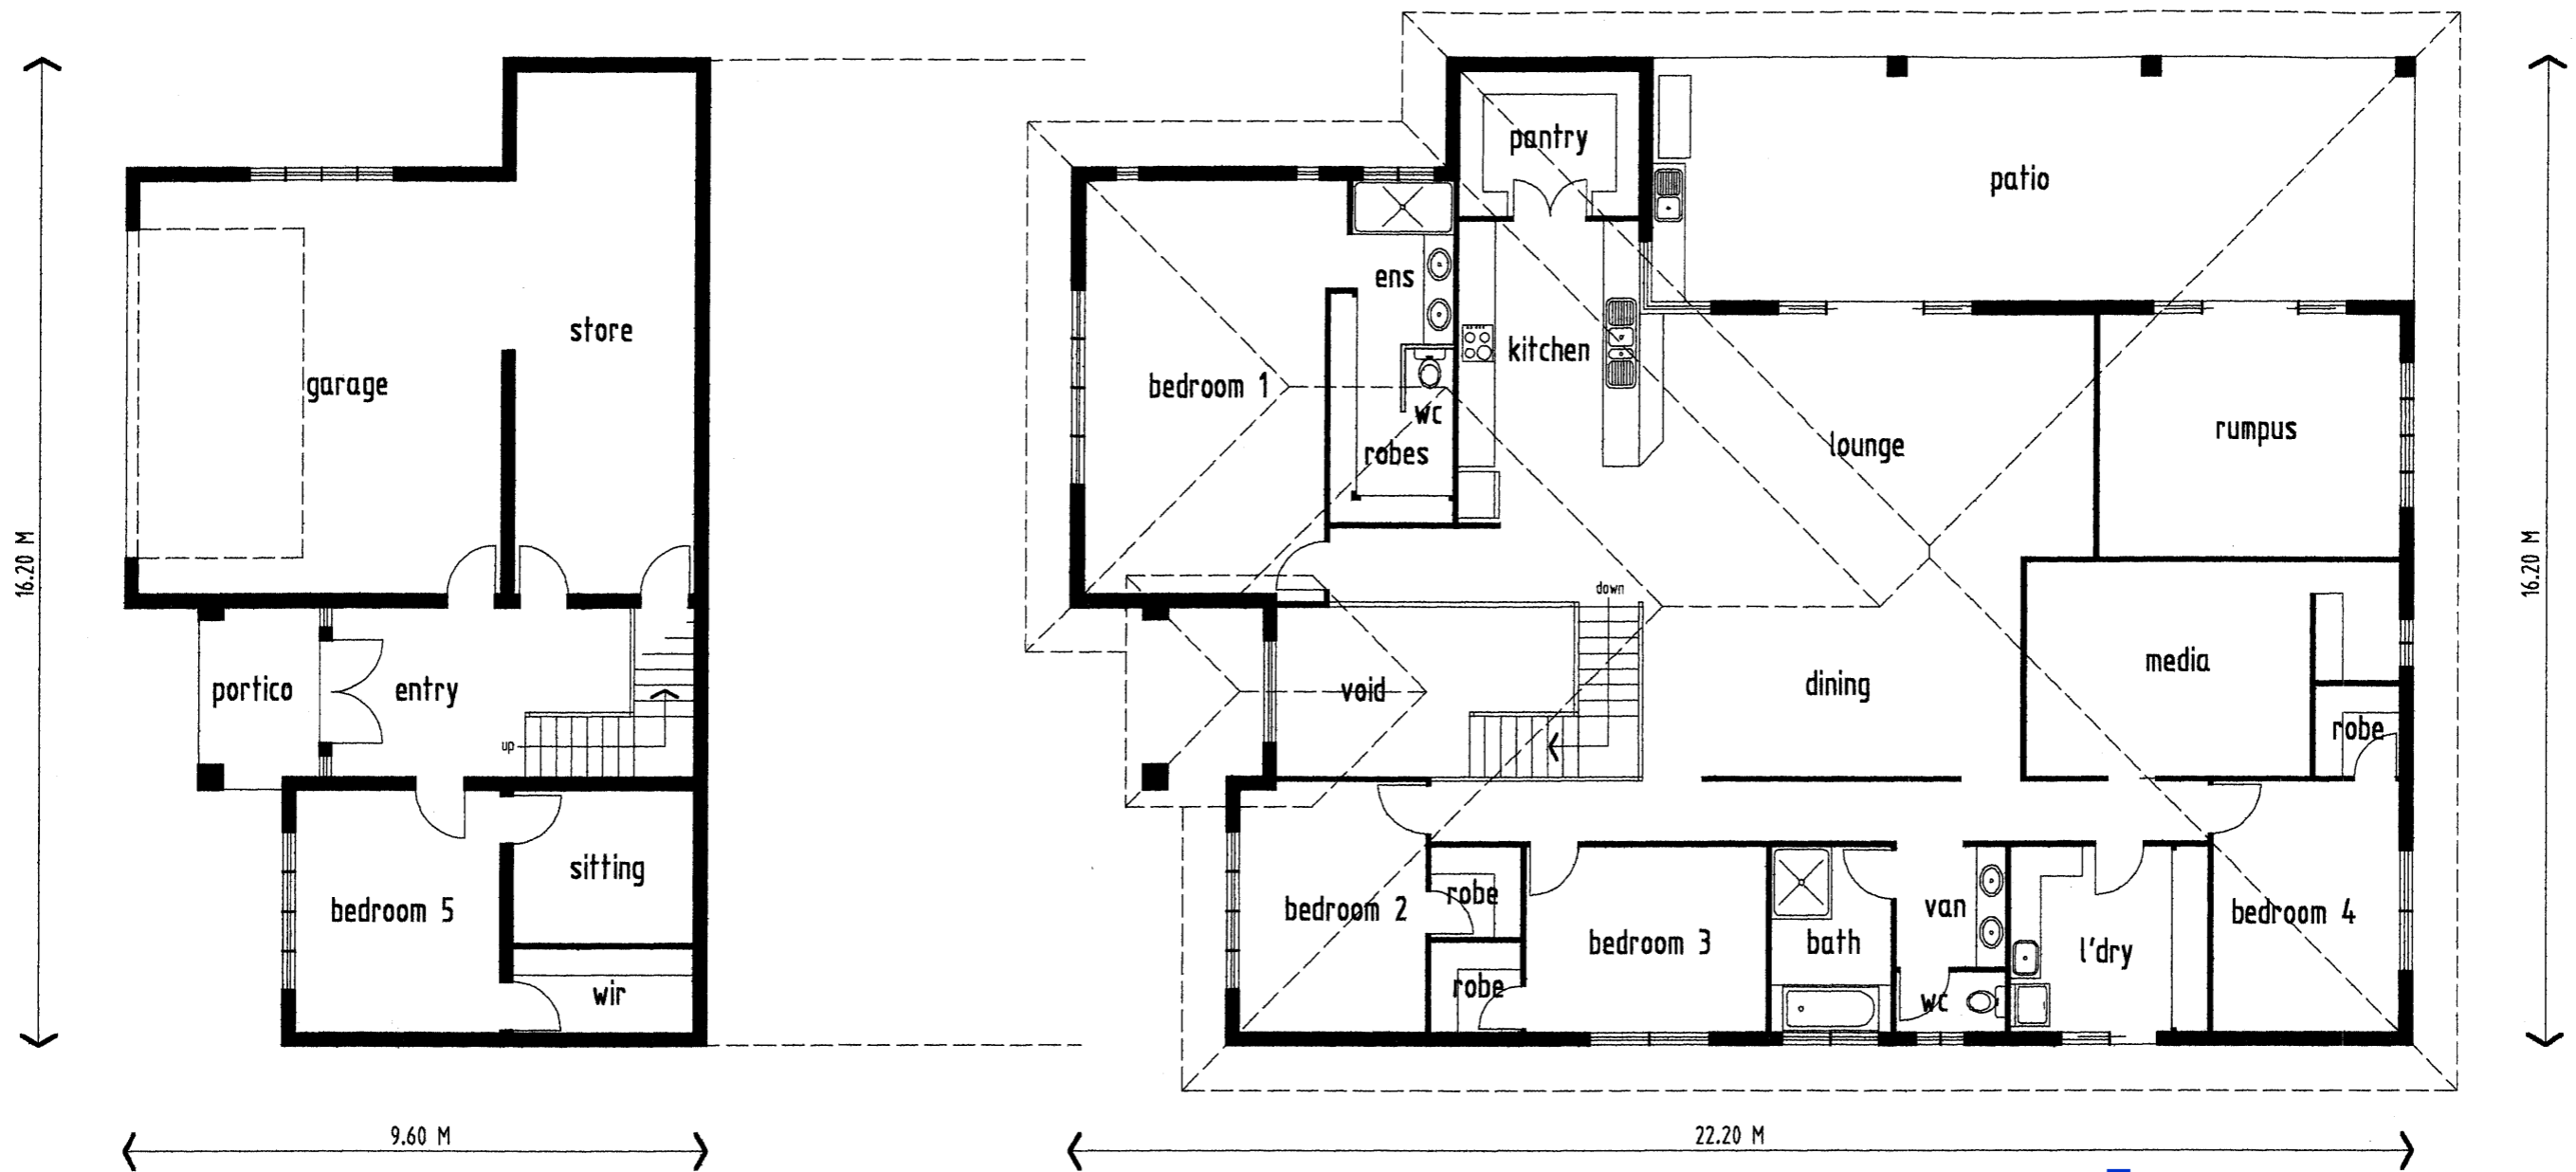 16.20 M
garage
store
portico
entry
up
bedroom 5
sitting
wir
9.60 M
pantry
patio
ens
bedroom 1
kitchen
wc
robes
lounge
rumpus
down
void
dining
media
robe
bedroom 2
robe
robe
bedroom 3
bath
van
wc
l'dry
bedroom 4
16.20 M
22.20 M